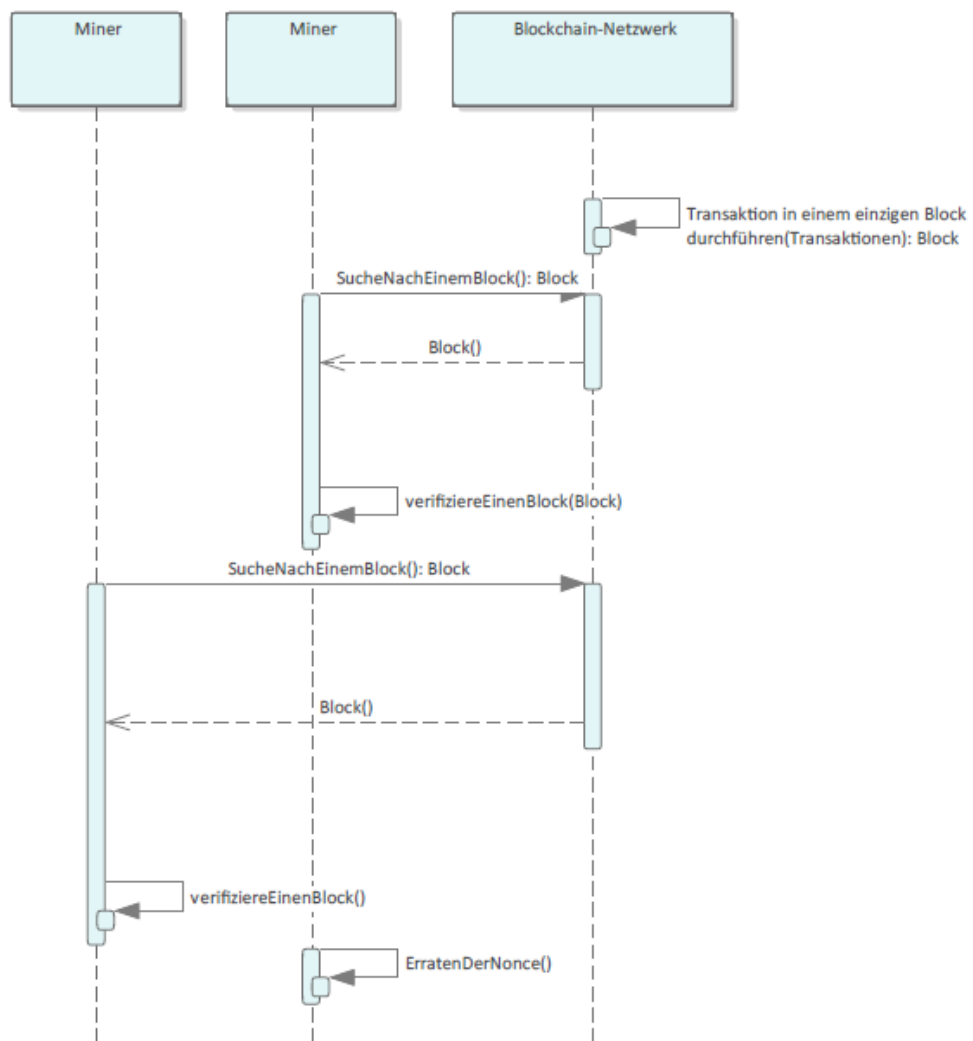 Miner
Miner
Blockchain-Netzwerk
Transaktion in einem einzigen Block
durchführen(Transaktionen): Block
SucheNachEinemBlock(): Block
Block()
verifiziereEinenBlock(Block)
SucheNachEinemBlock(): Block
Block()
verifiziereEinenBlock()
ErratenDerNonce()